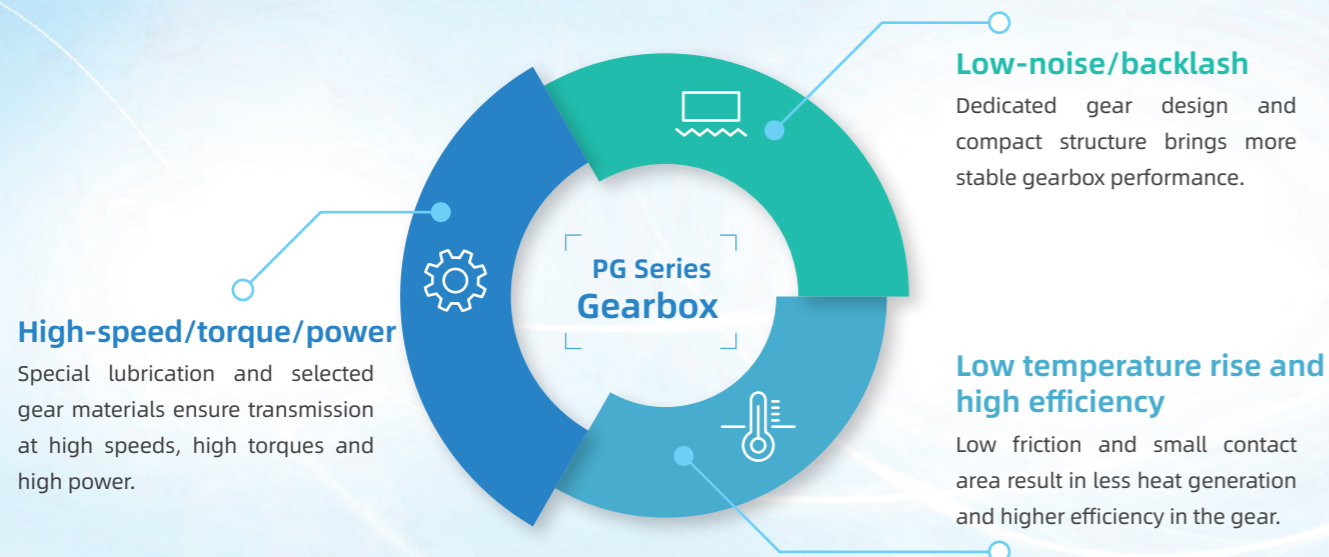 Low-noise/backlash
Dedicated gear design and
compact structure brings more
stable gearbox performance.
PG Series
Gearbox
High-speed/torque/power
Special lubrication and selected
gear materials ensure transmission
at high speeds, high torques and
high power.
Low temperature rise and
high efficiency
Low friction and small contact
area result in less heat generation
and higher efficiency in the gear.